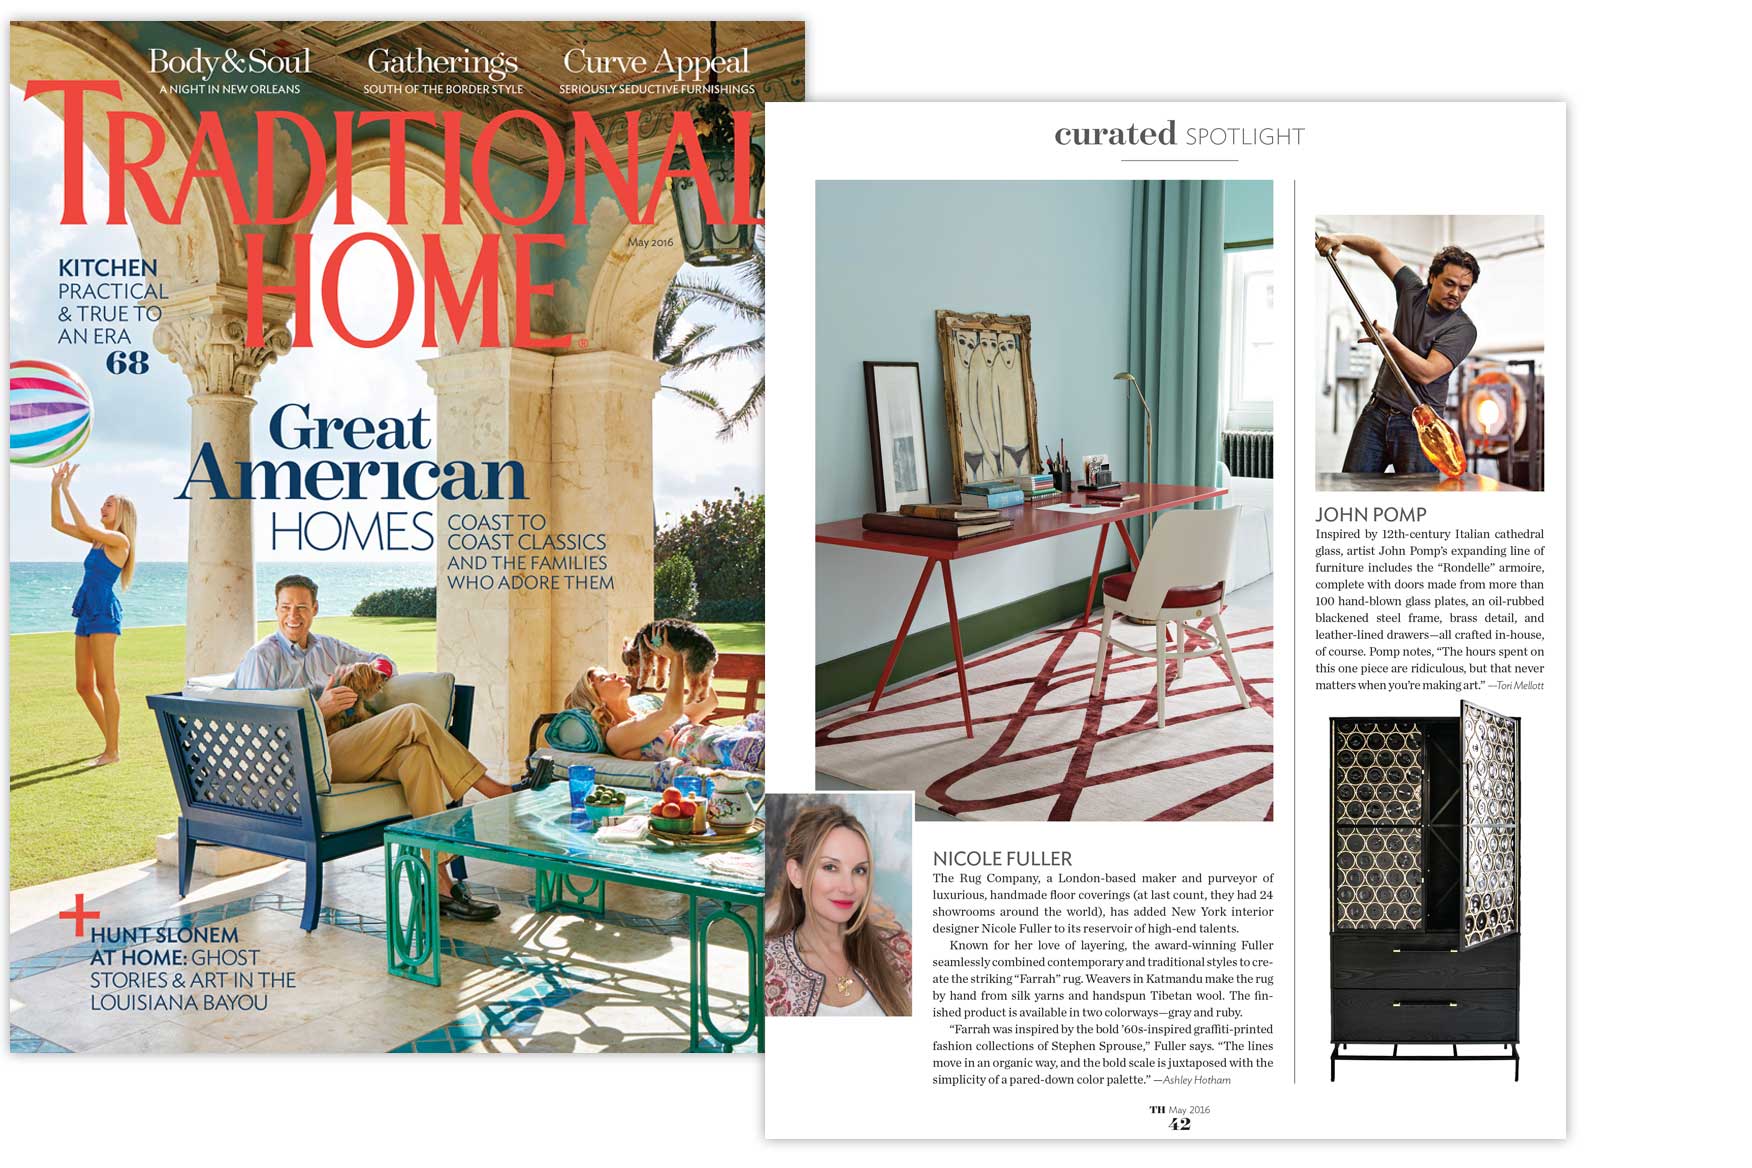 Body&Soul
A NIGHT IN NEW ORLEANS
Gatherings
SOUTH OF THE BORDER STYLE
Curve Appeal
SERIOUSLY SEDUCTIVE FURNISHINGS
TRADITIONAL
HOME®
May 2016
KITCHEN
PRACTICAL
& TRUE TO
AN ERA
68
Great
American
HOMES
COAST TO
COAST CLASSICS
AND THE FAMILIES
WHO ADORE THEM
+
HUNT SLONEM
AT HOME: GHOST
STORIES & ART IN THE
LOUISIANA BAYOU
curated SPOTLIGHT
NICOLE FULLER
The Rug Company, a London-based maker and purveyor of
luxurious, handmade floor coverings (at last count, they had 24
showrooms around the world), has added New York interior
designer Nicole Fuller to its reservoir of high-end talents.
Known for her love of layering, the award-winning Fuller
seamlessly combined contemporary and traditional styles to cre-
ate the striking “Farrah” rug. Weavers in Katmandu make the rug
by hand from silk yarns and handspun Tibetan wool. The fin-
ished product is available in two colorways—gray and ruby.
“Farrah was inspired by the bold ’60s-inspired graffiti-printed
fashion collections of Stephen Sprouse,” Fuller says. “The lines
move in an organic way, and the bold scale is juxtaposed with the
simplicity of a pared-down color palette.” —Ashley Hotham
JOHN POMP
Inspired by 12th-century Italian cathedral
glass, artist John Pomp’s expanding line of
furniture includes the “Rondelle” armoire,
complete with doors made from more than
100 hand-blown glass plates, an oil-rubbed
blackened steel frame, brass detail, and
leather-lined drawers—all crafted in-house,
of course. Pomp notes, “The hours spent on
this one piece are ridiculous, but that never
matters when you’re making art.” —Tori Mellott
TH May 2016
42